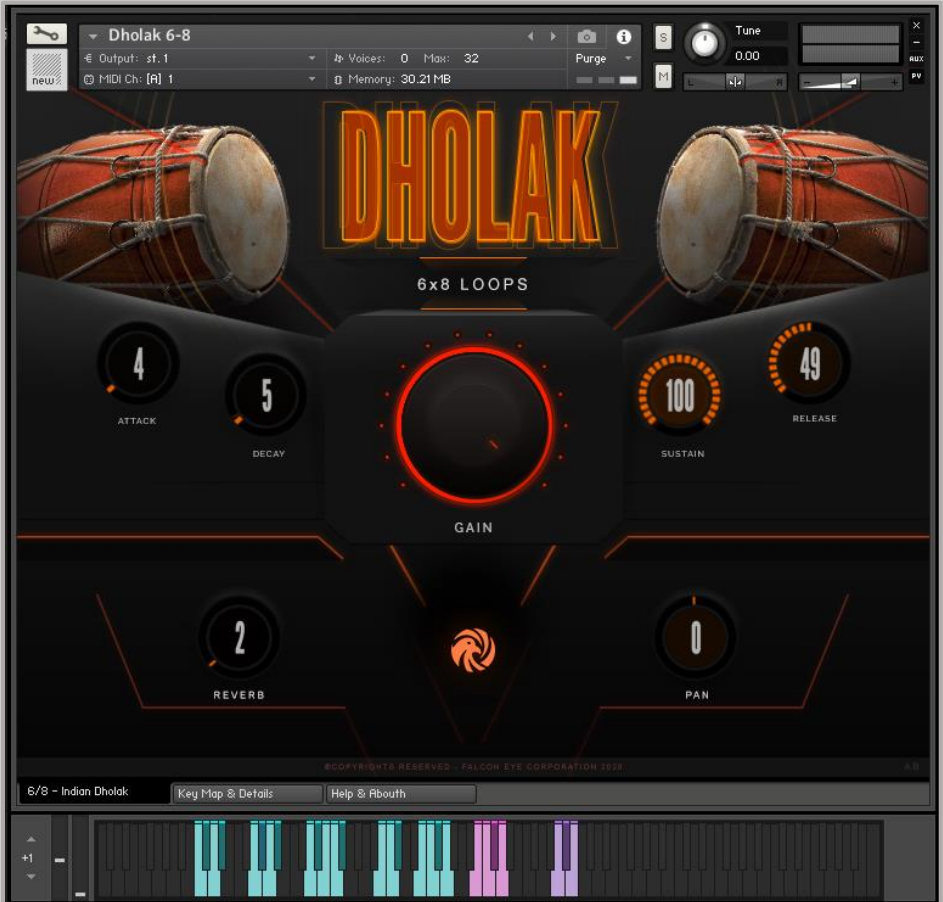 Dholak 6-8
Output: st. 1
Voices: 0 Max: 32
Purge
MIDI Ch: [A] 1
Memory: 30.21 MB
new
S
M
Tune
0.00
L R
- +
×
-
AUX
PV
DHOLAK
6x8 LOOPS
4
ATTACK
5
DECAY
GAIN
100
SUSTAIN
49
RELEASE
2
REVERB
0
PAN
©COPYRIGHTS RESERVED - FALCON EYE CORPORATION 2020
AB
6/8 - Indian Dholak
Key Map & Details
Help & Abouth
+1